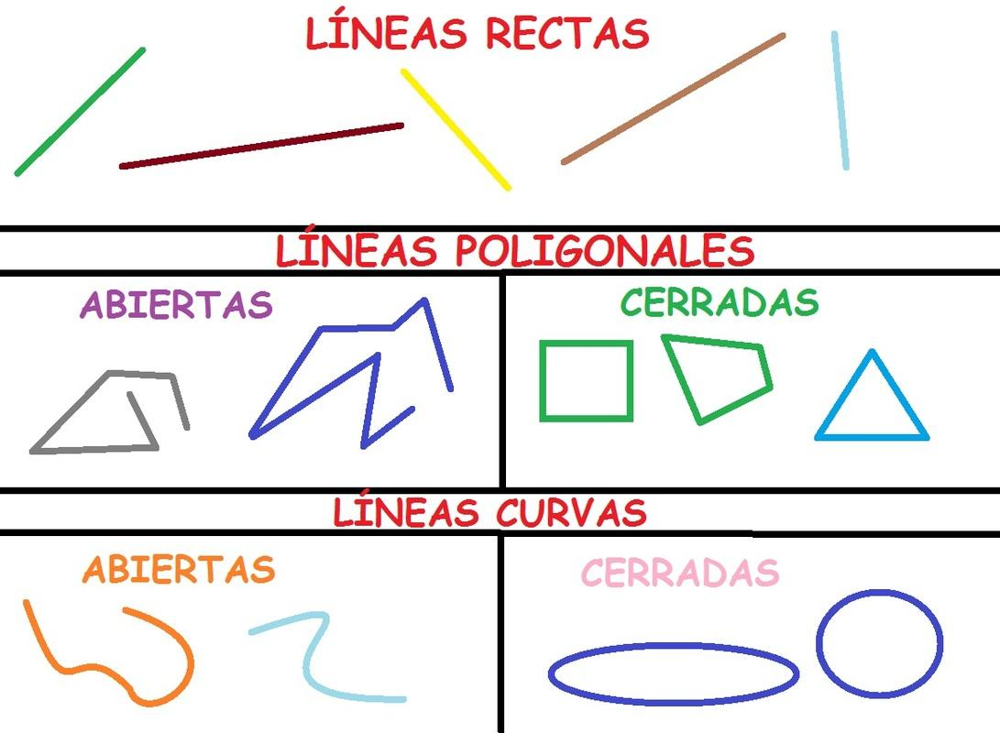 LÍNEAS RECTAS
LÍNEAS POLIGONALES
ABIERTAS
CERRADAS
LÍNEAS CURVAS
ABIERTAS
CERRADAS